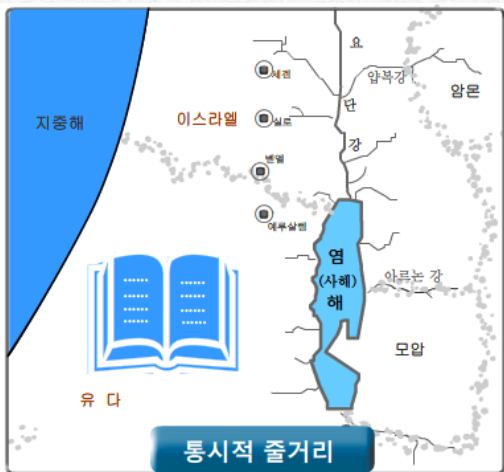 요
세겜
얍복강
암몬
지중해
이스라엘
단
실로
강
벧엘
예루살렘
염
(사해)
해
아르논 강
모압
유 다
통시적 줄거리